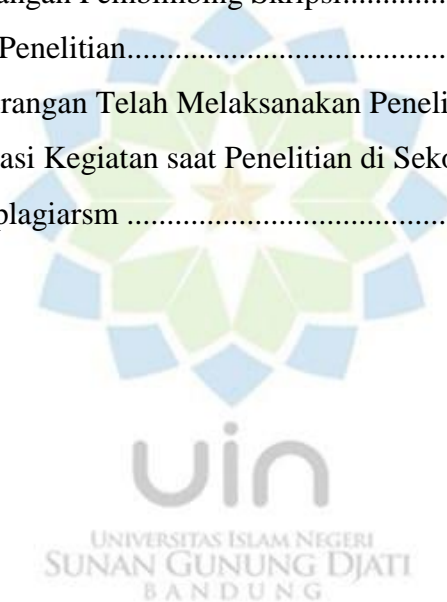 angan Pembimbing Skripsi....................
Penelitian.............................................
rangan Telah Melaksanakan Peneli
asi Kegiatan saat Penelitian di Seko
plagiarsm .............................................
uin
UNIVERSITAS ISLAM NEGERI
SUNAN GUNUNG DJATI
BANDUNG